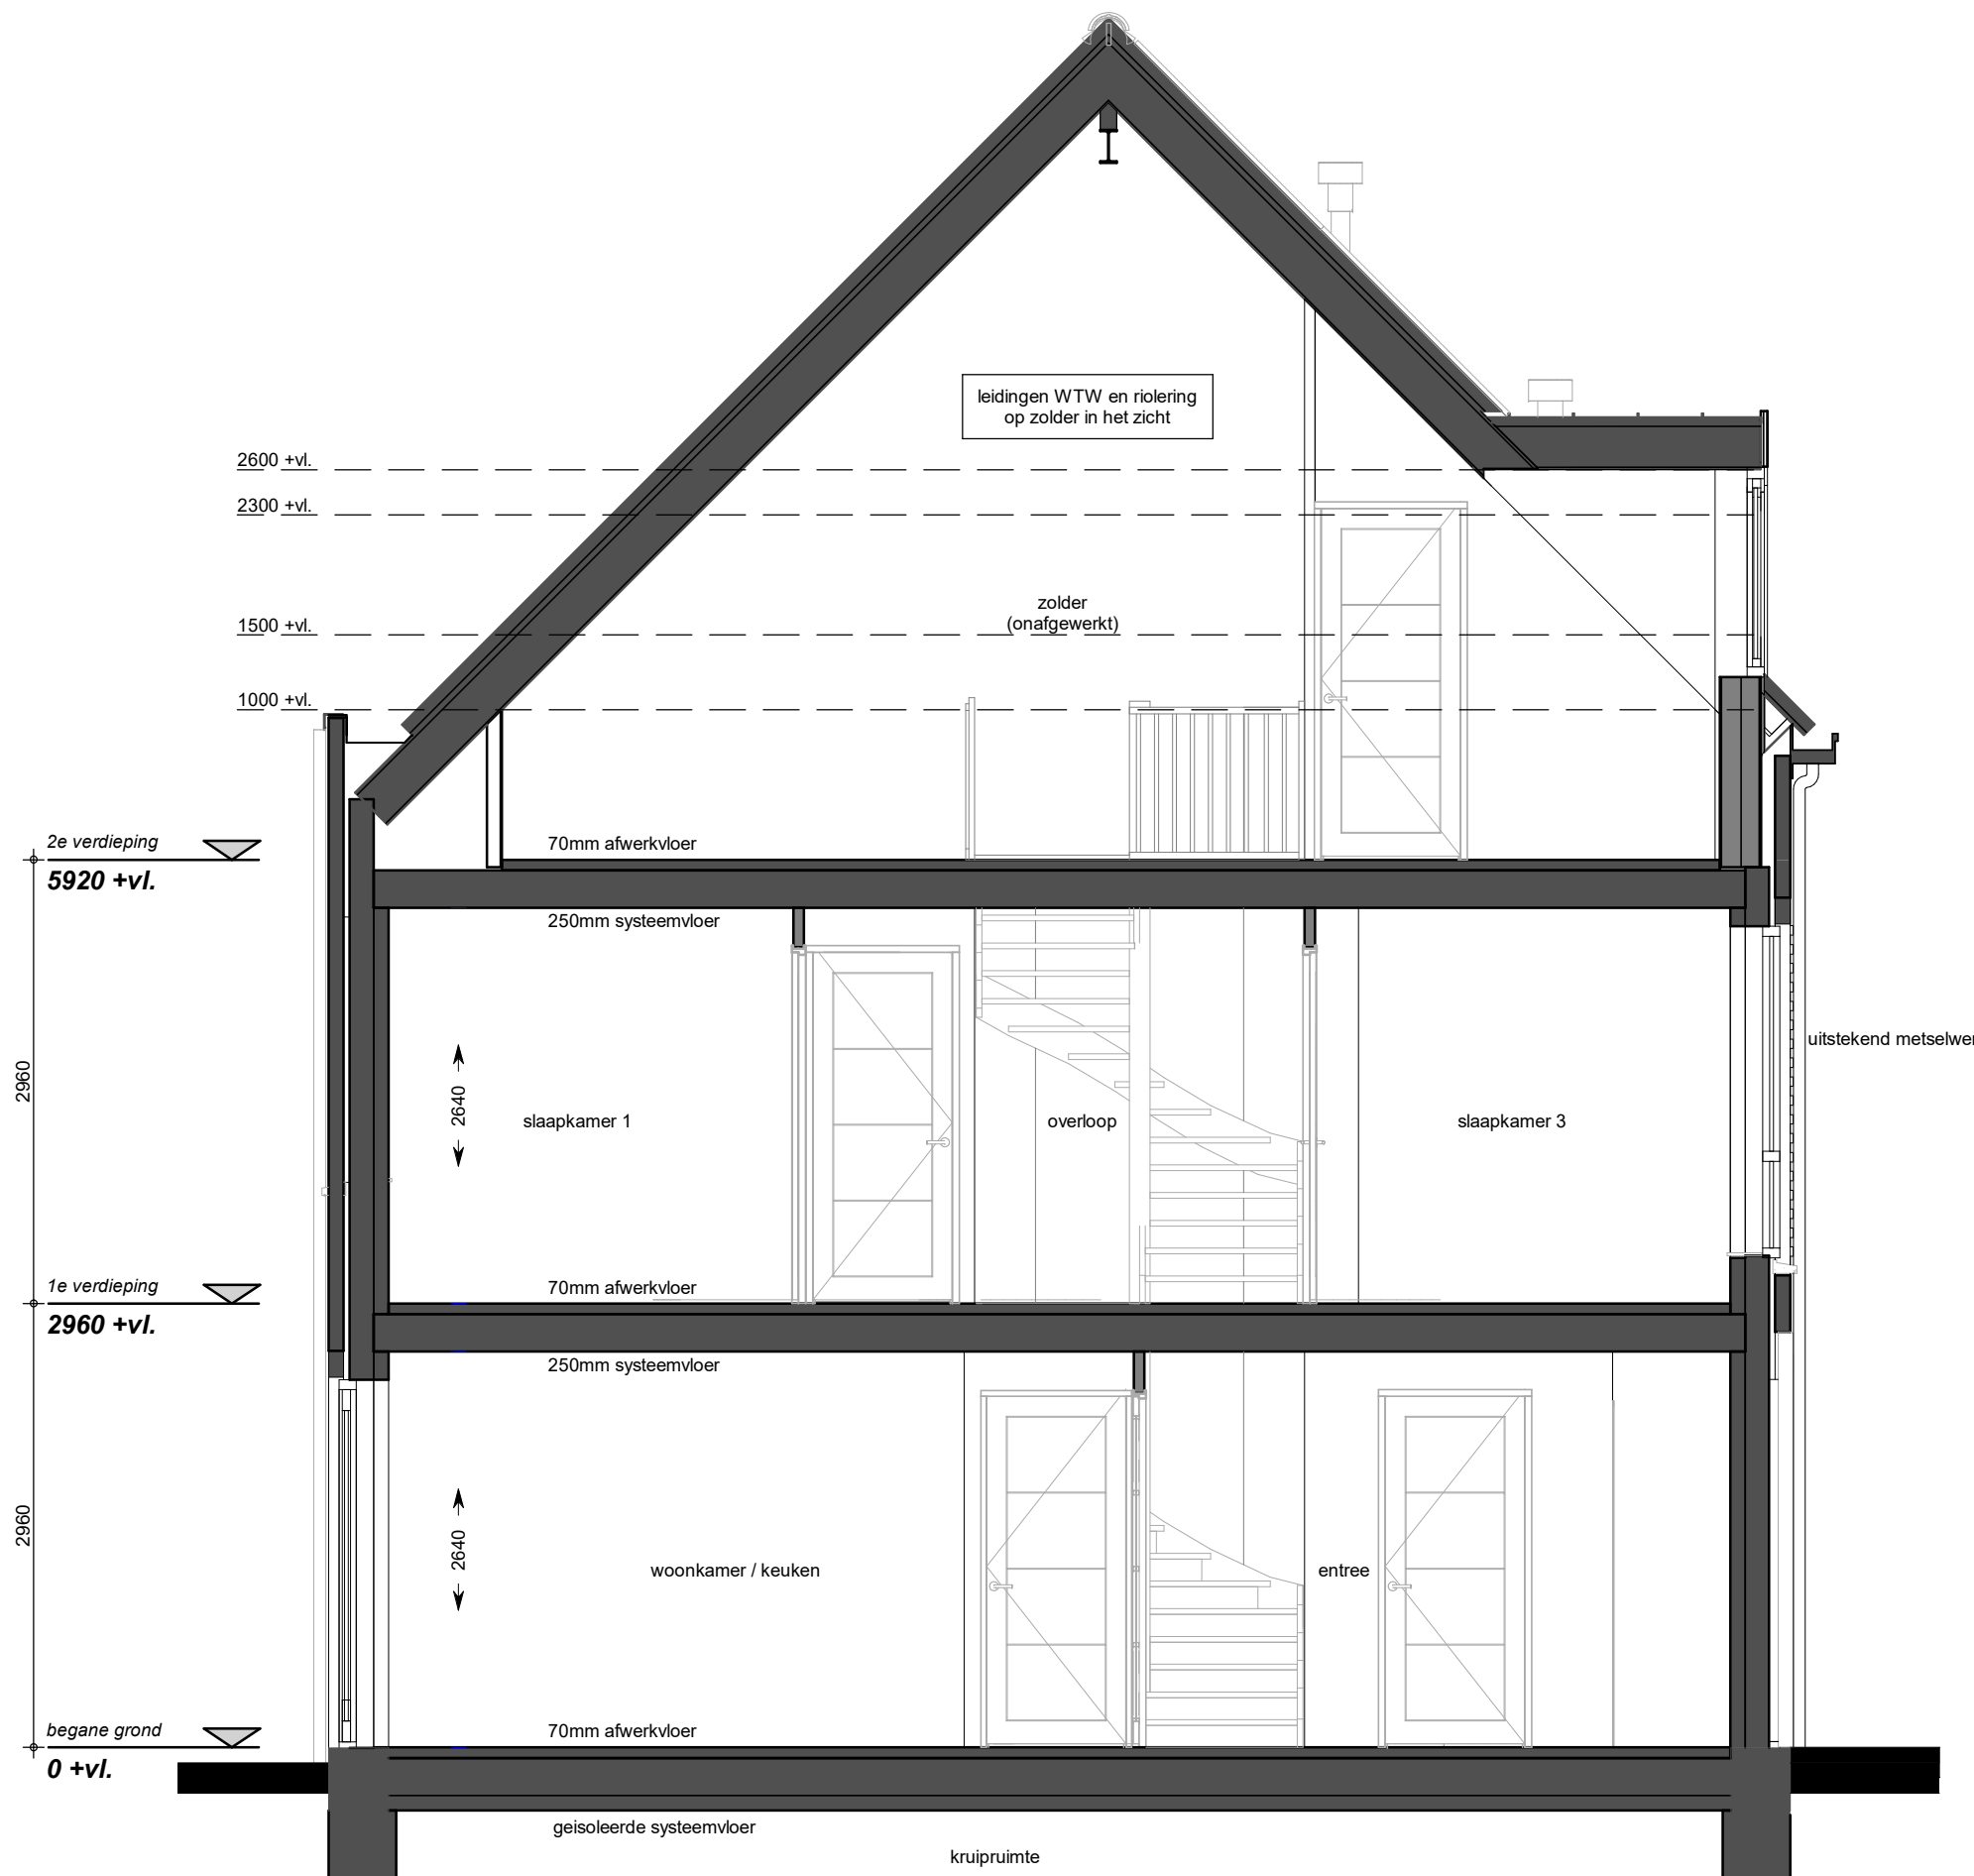 leidingen WTW en riolering
op zolder in het zicht
2600 +vl.
2300 +vl.
zolder
(onafgewerkt)
1500 +vl.
1000 +vl.
2e verdieping
70mm afwerkvloer
5920 +vl.
250mm systeemvloer
uitstekend metselwer
2960
2640
slaapkamer 1
overloop
slaapkamer 3
1e verdieping
70mm afwerkvloer
2960 +vl.
250mm systeemvloer
2960
2640
woonkamer / keuken
entree
begane grond
70mm afwerkvloer
0 +vl.
geisoleerde systeemvloer
kruipruimte